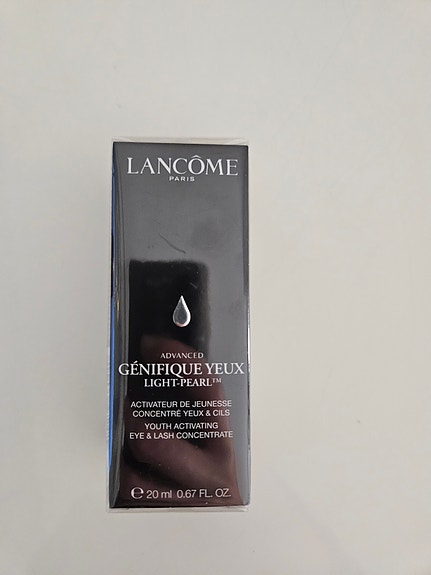 LANCÔME
PARIS
ADVANCED
GÉNIFIQUE YEUX
LIGHT-PEARL™
ACTIVATEUR DE JEUNESSE
CONCENTRÉ YEUX & CILS
YOUTH ACTIVATING
EYE & LASH CONCENTRATE
℮ 20 ml 0.67 FL. OZ.